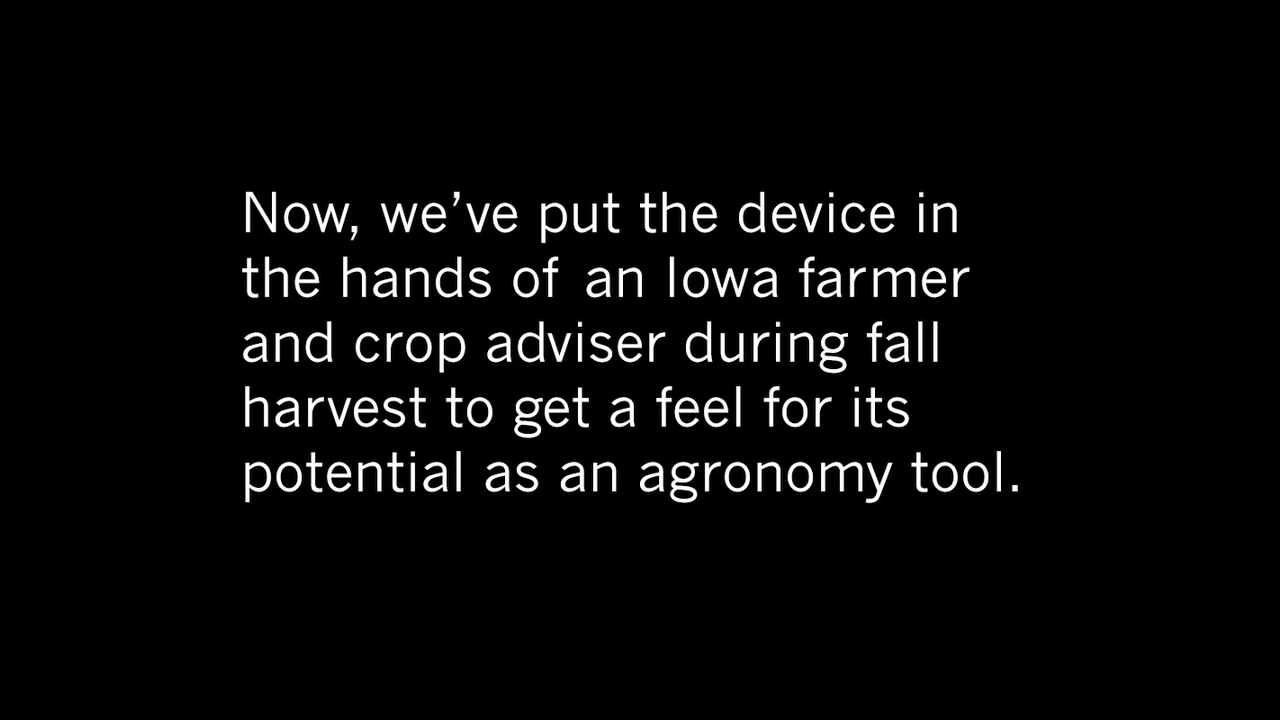 Now, we’ve put the device in
the hands of an Iowa farmer
and crop adviser during fall
harvest to get a feel for its
potential as an agronomy tool.